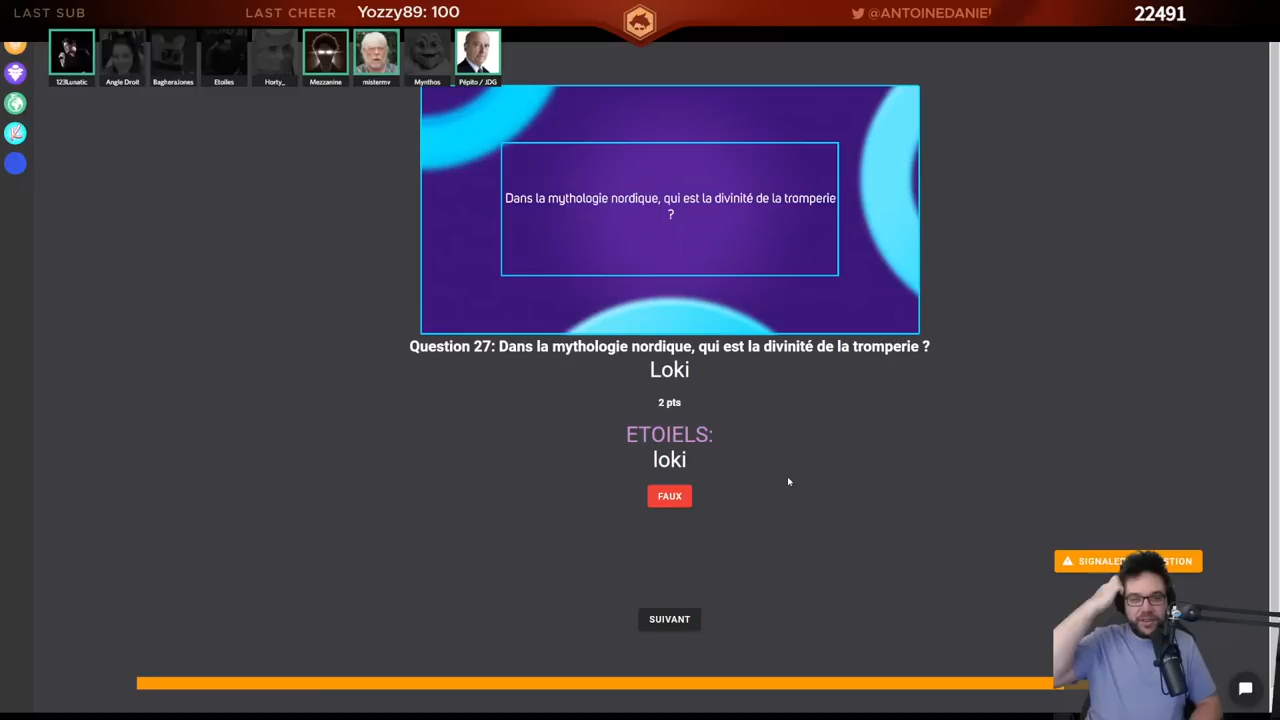 LAST SUB
LAST CHEER
Yozzy89: 100
@ANTOINEDANIE!
22491
123Lunatic
Angle Droit
BagheraJones
Etoiles
Horty_
Mezzanine
mistermv
Mynthos
Pépito / JDG
Dans la mythologie nordique, qui est la divinité de la tromperie
?
Question 27: Dans la mythologie nordique, qui est la divinité de la tromperie ?
Loki
2 pts
ETOIELS:
loki
FAUX
SUIVANT